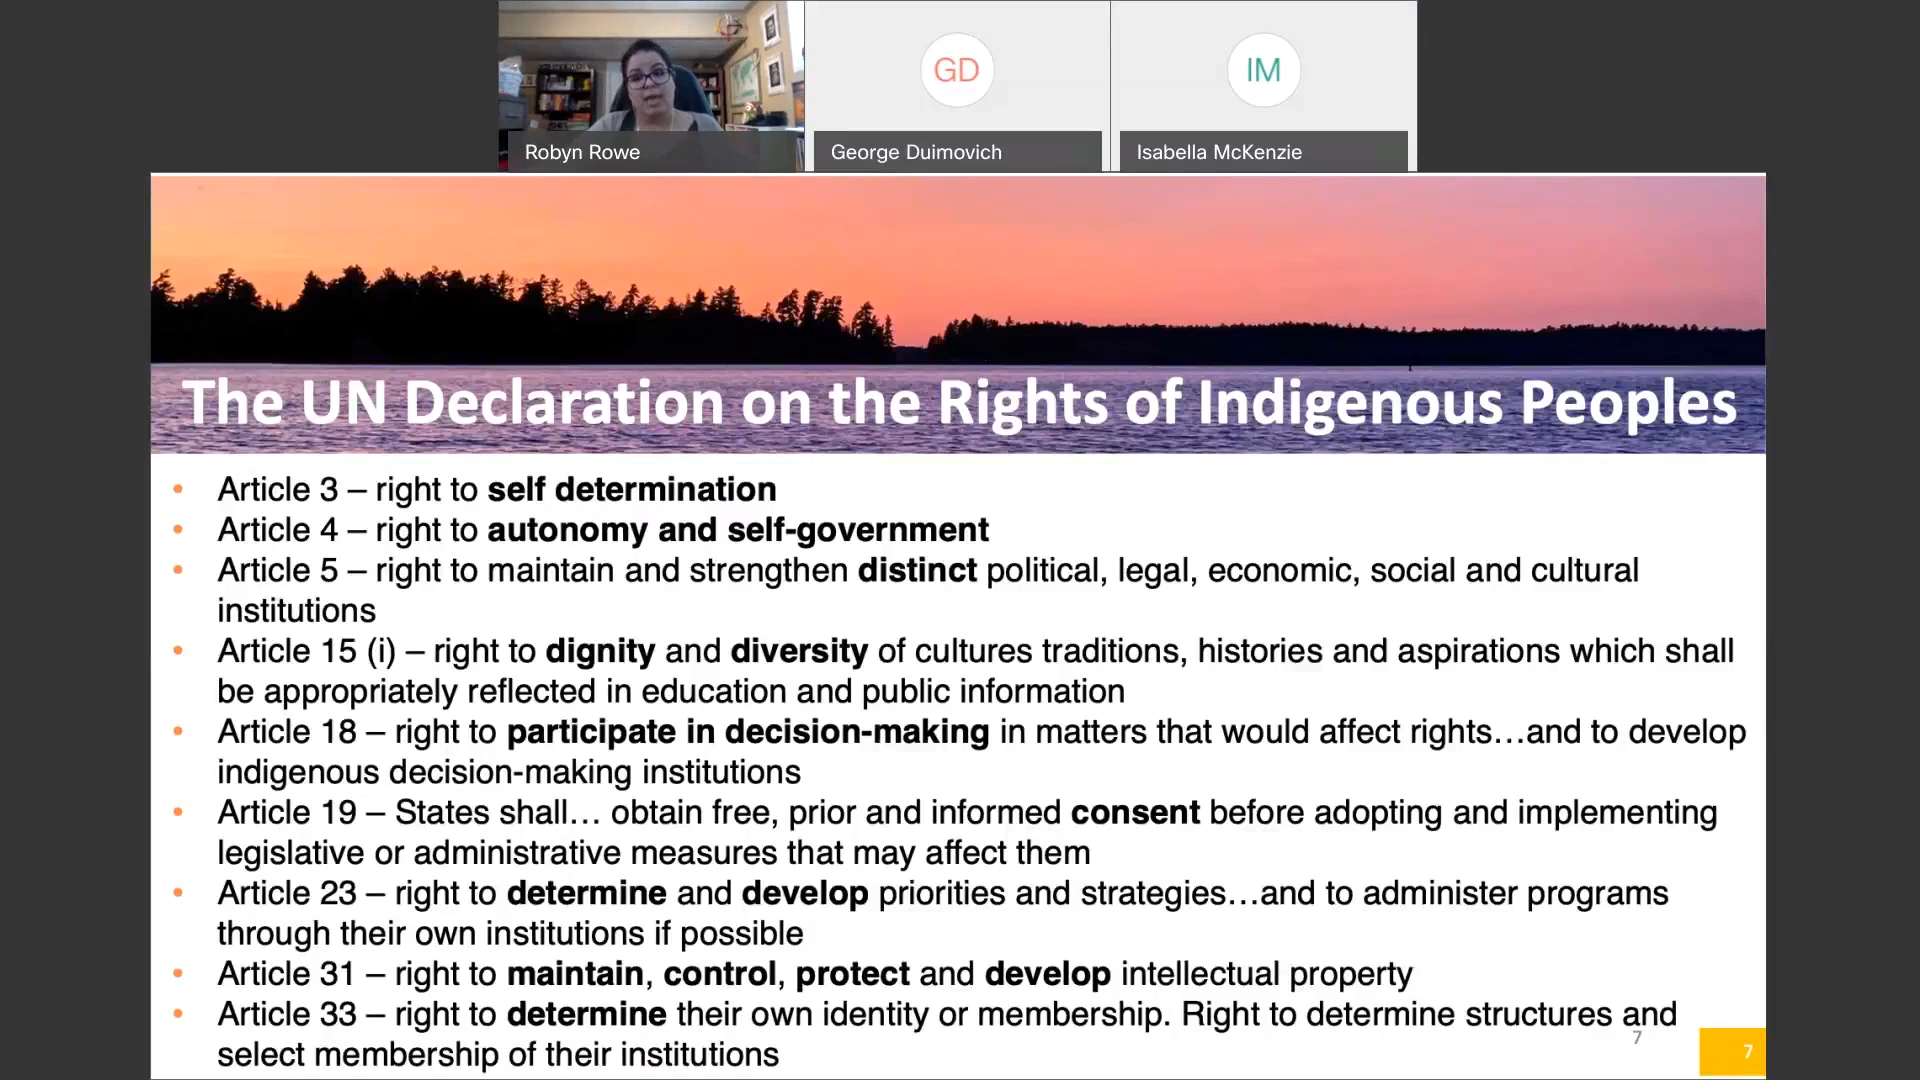 GD
IM
Robyn Rowe
George Duimovich
Isabella McKenzie
The UN Declaration on the Rights of Indigenous Peoples
• Article 3 – right to self determination
• Article 4 – right to autonomy and self-government
• Article 5 – right to maintain and strengthen distinct political, legal, economic, social and cultural
institutions
• Article 15 (i) – right to dignity and diversity of cultures traditions, histories and aspirations which shall
be appropriately reflected in education and public information
• Article 18 – right to participate in decision-making in matters that would affect rights…and to develop
indigenous decision-making institutions
• Article 19 – States shall… obtain free, prior and informed consent before adopting and implementing
legislative or administrative measures that may affect them
• Article 23 – right to determine and develop priorities and strategies…and to administer programs
through their own institutions if possible
• Article 31 – right to maintain, control, protect and develop intellectual property
• Article 33 – right to determine their own identity or membership. Right to determine structures and
select membership of their institutions
7
7